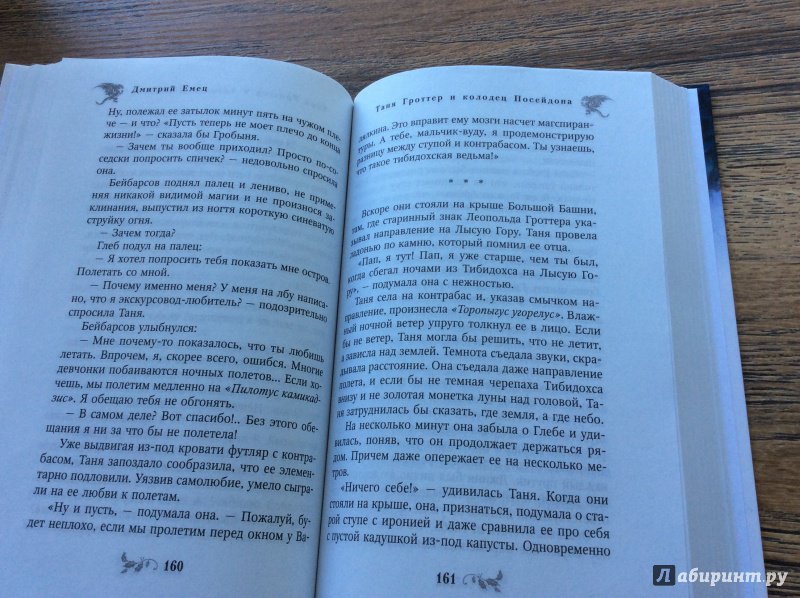 Дмитрий Емец
Ну, полежал ее затылок минут пять на чужом пле-
че — и что? «Пусть теперь не моет плечо до конца
жизни!» — сказала бы Гробыня.
— Зачем ты вообще приходил? Просто по-со-
седски попросить спичек? — недовольно спросила
она.
Бейбарсов поднял палец и лениво, не приме-
няя никакой видимой магии и не произнося за-
клинания, выпустил из ногтя короткую синеватую
струйку огня.
— Зачем тогда?
Глеб подул на палец:
— Я хотел попросить тебя показать мне остров.
Полетать со мной.
— Почему именно меня? У меня на лбу написа-
но, что я экскурсовод-любитель? — подозрительно
спросила Таня.
Бейбарсов улыбнулся:
— Мне почему-то показалось, что ты любишь
летать. Впрочем, я, скорее всего, ошибся. Многие
девчонки побаиваются ночных полетов... Если хо-
чешь, мы полетим медленно на «Пилотус камикад-
зис». Я обещаю тебя не обгонять.
— В самом деле? Вот спасибо!.. Без этого обе-
щания я ни за что бы не полетела!
Уже выдвигая из-под кровати футляр с контра-
басом, Таня запоздало сообразила, что ее элемен-
тарно подловили. Уязвив самолюбие, умело сыгра-
ли на ее любви к полетам.
«Ну и пусть, — подумала она. — Пожалуй, бу-
дет неплохо, если мы пролетим перед окном у Ва-
160
Таня Гроттер и колодец Посейдона
лялкина. Это вправит ему мозги насчет магспиран-
туры. А тебе, мальчик-вуду, я продемонстрирую
разницу между ступой и контрабасом. Ты узнаешь,
что такое тибидохская ведьма!»
* * *
Вскоре они стояли на крыше Большой Башни,
там, где старинный знак Леопольда Гроттера ука-
зывал направление на Лысую Гору. Таня провела
ладонью по камню, который помнил ее отца.
«Пап, я тут! Пап, я уже старше, чем ты был,
когда сбегал ночами из Тибидохса на Лысую Го-
ру», — подумала она с нежностью.
Таня села на контрабас и, указав смычком на-
правление, произнесла «Торопыгус угорелус». Влаж-
ный ночной ветер упруго толкнул ее в лицо. Если
бы не ветер, Таня могла бы решить, что не летит,
а зависла над землей. Темнота съедала звуки, скра-
дывала расстояние. Она съедала даже направление
полета, и если бы не темная черепаха Тибидохса
внизу и не золотая монетка луны над головой, Та-
ня затруднилась бы сказать, где земля, а где небо.
На несколько минут она забыла о Глебе и уди-
вилась, поняв, что он продолжает держаться ря-
дом. Причем даже опережает ее на несколько ме-
тров.
«Ничего себе!» — удивилась Таня. Когда они
стояли на крыше, она, признаться, подумала о ста-
рой ступе с иронией и даже сравнила ее про себя
с пустой кадушкой из-под капусты. Одновременно
161
Лабиринт.ру